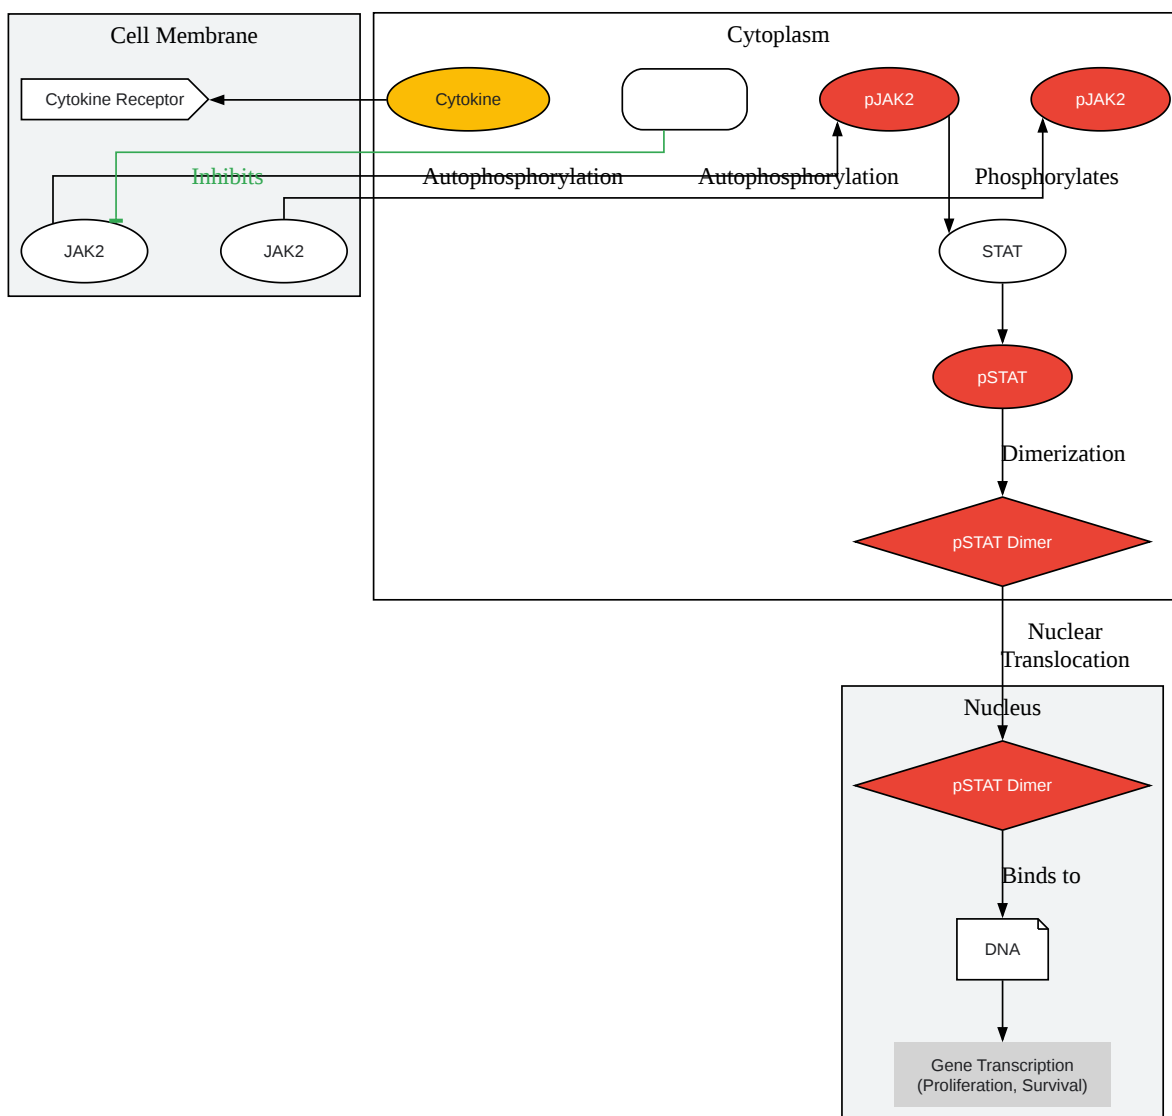 Cell Membrane
Cytoplasm
Cytokine Receptor
Cytokine
pJAK2
pJAK2
Inhibits
Autophosphorylation
Autophosphorylation
Phosphorylates
JAK2
JAK2
STAT
pSTAT
Dimerization
pSTAT Dimer
Nuclear
Translocation
Nucleus
pSTAT Dimer
Binds to
DNA
Gene Transcription
(Proliferation, Survival)